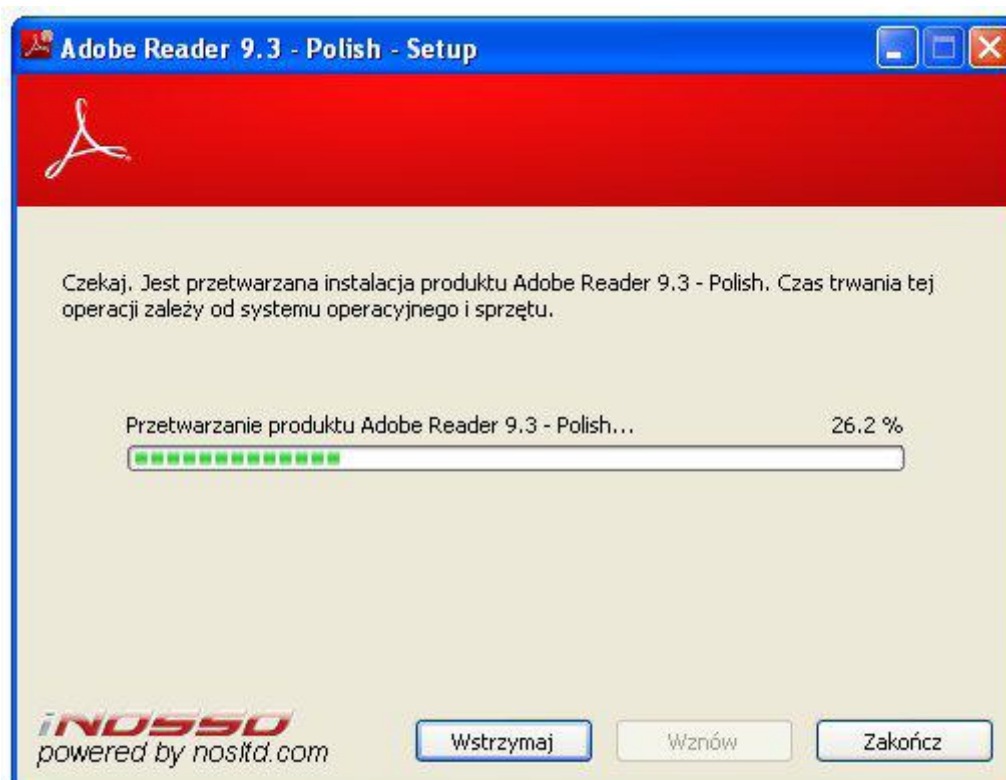 Adobe Reader 9.3 - Polish - Setup
Czekaj. Jest przetwarzana instalacja produktu Adobe Reader 9.3 - Polish. Czas trwania tej
operacji zależy od systemu operacyjnego i sprzętu.
Przetwarzanie produktu Adobe Reader 9.3 - Polish... 26.2 %
iNOSSO
powered by nosltd.com
Wstrzymaj Wznów Zakończ